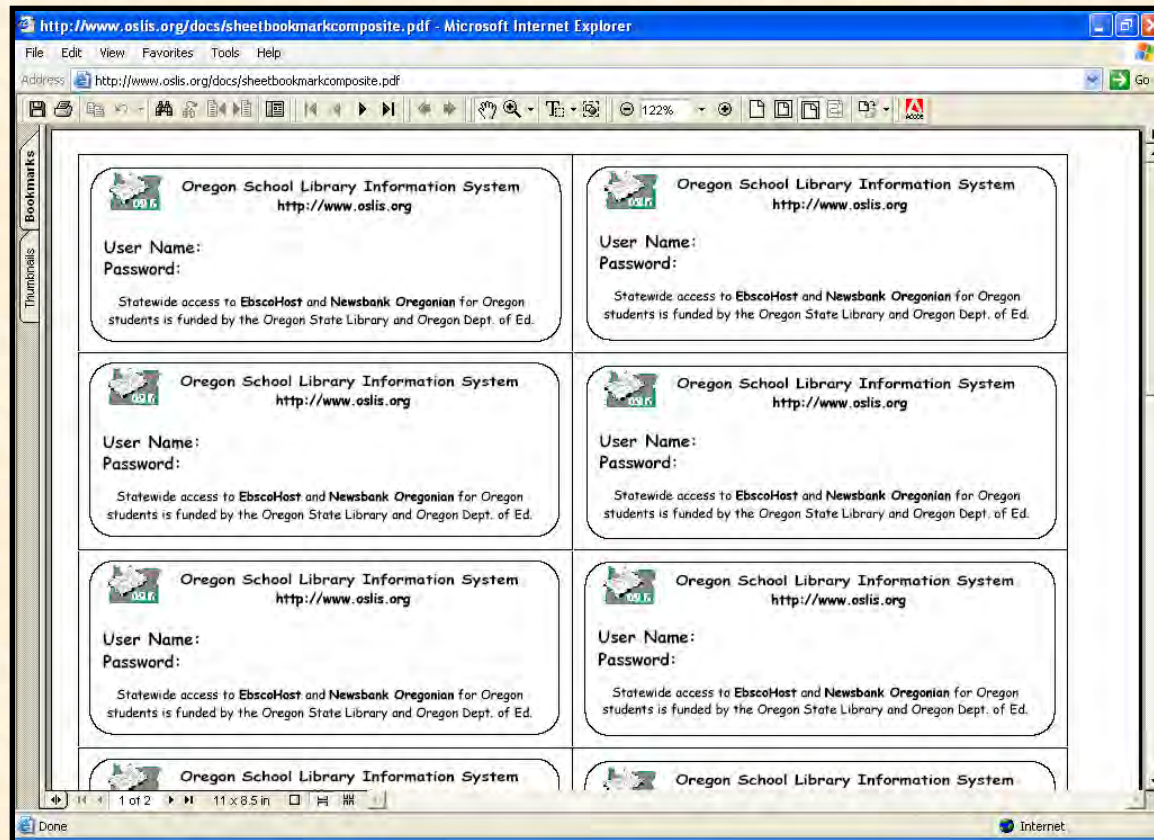 http://www.oslis.org/docs/sheetbookmarkcomposite.pdf - Microsoft Internet Explorer
File Edit View Favorites Tools Help
Address http://www.oslis.org/docs/sheetbookmarkcomposite.pdf Go
122%
Bookmarks
Thumbnails
Oregon School Library Information System
http://www.oslis.org
User Name:
Password:
Statewide access to EbscoHost and Newsbank Oregonian for Oregon
students is funded by the Oregon State Library and Oregon Dept. of Ed.
Oregon School Library Information System
http://www.oslis.org
User Name:
Password:
Statewide access to EbscoHost and Newsbank Oregonian for Oregon
students is funded by the Oregon State Library and Oregon Dept. of Ed.
Oregon School Library Information System
http://www.oslis.org
User Name:
Password:
Statewide access to EbscoHost and Newsbank Oregonian for Oregon
students is funded by the Oregon State Library and Oregon Dept. of Ed.
Oregon School Library Information System
http://www.oslis.org
User Name:
Password:
Statewide access to EbscoHost and Newsbank Oregonian for Oregon
students is funded by the Oregon State Library and Oregon Dept. of Ed.
Oregon School Library Information System
http://www.oslis.org
User Name:
Password:
Statewide access to EbscoHost and Newsbank Oregonian for Oregon
students is funded by the Oregon State Library and Oregon Dept. of Ed.
Oregon School Library Information System
http://www.oslis.org
User Name:
Password:
Statewide access to EbscoHost and Newsbank Oregonian for Oregon
students is funded by the Oregon State Library and Oregon Dept. of Ed.
Oregon School Library Information System
Oregon School Library Information System
1 of 2 11 x 8.5 in
Done Internet